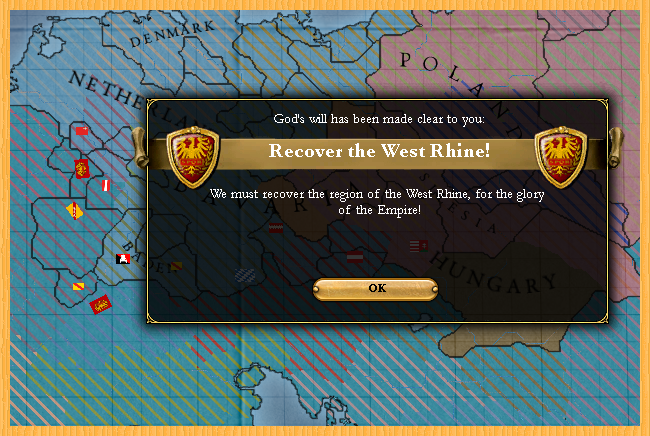 DENMARK
POLAN
NETHERLA
God's will has been made clear to you:
Recover the West Rhine!
We must recover the region of the West Rhine, for the glory
of the Empire!
ESIA
HUNGARY
OK